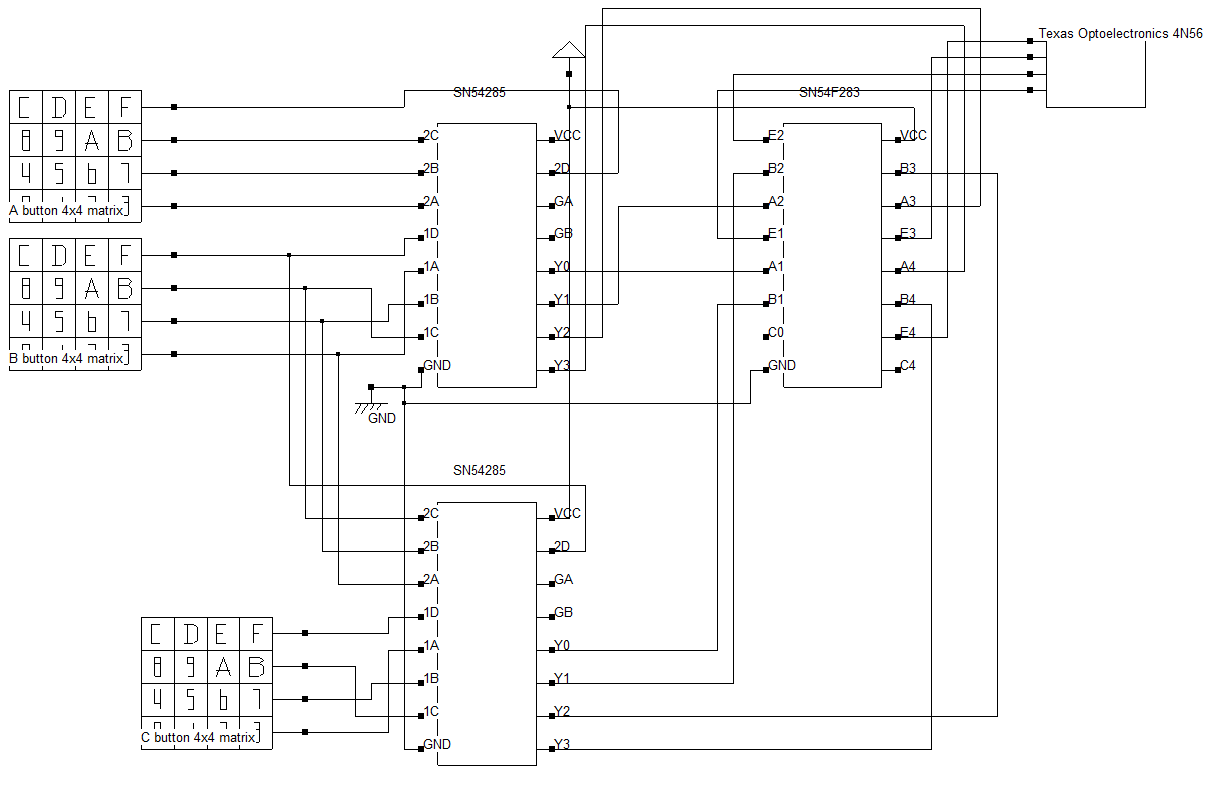 Texas Optoelectronics 4N56
SN54285
SN54F283
C D E F
8 9 A B
4 5 6 7
A button 4x4 matrix
C D E F
8 9 A B
4 5 6 7
B button 4x4 matrix
2C VCC
2B 2D
2A GA
1D GB
1A Y0
1B Y1
1C Y2
GND Y3
E2 VCC
B2 B3
A2 A3
E1 E3
A1 A4
B1 B4
C0 E4
GND C4
GND
SN54285
2C VCC
2B 2D
2A GA
1D GB
1A Y0
1B Y1
1C Y2
GND Y3
C D E F
8 9 A B
4 5 6 7
C button 4x4 matrix